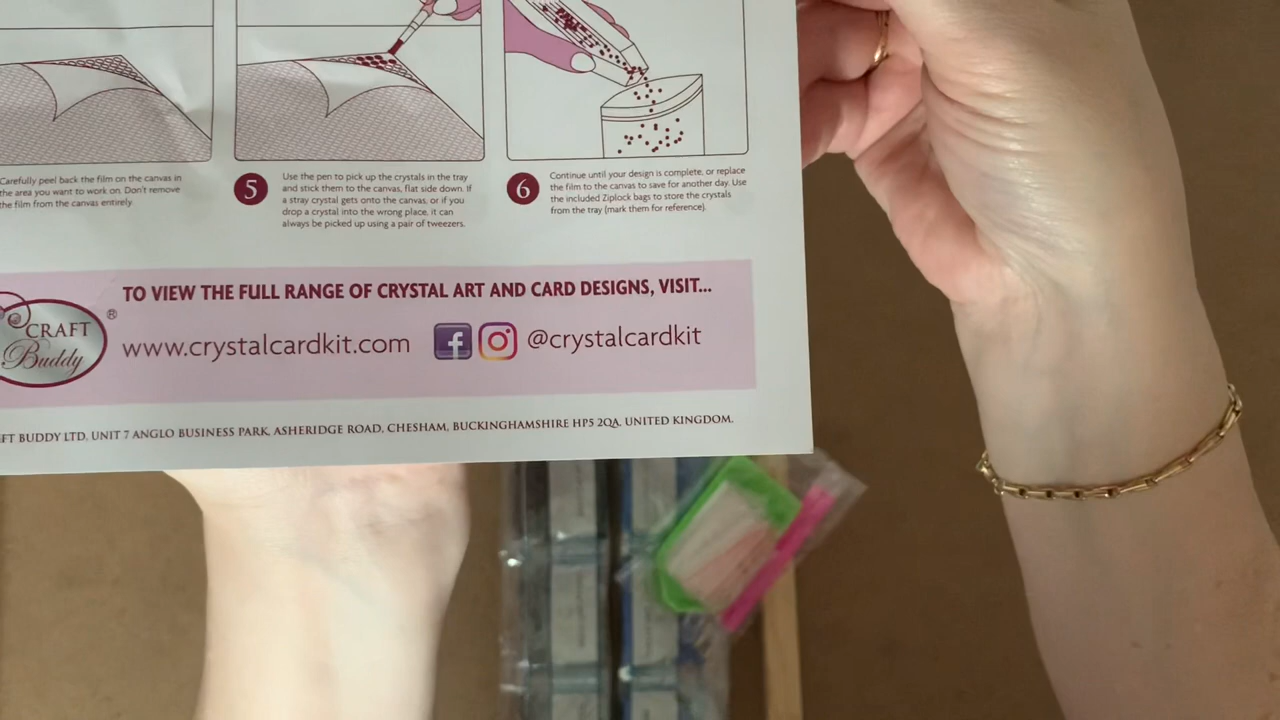 Carefully peel back the film on the canvas in
the area you want to work on. Don't remove
the film from the canvas entirely.
5
Use the pen to pick up the crystals in the tray
and stick them to the canvas, flat side down. If
a stray crystal gets onto the canvas, or if you
drop a crystal into the wrong place, it can
always be picked up using a pair of tweezers.
6
Continue until your design is complete, or replace
the film to the canvas to save for another day. Use
the included Ziplock bags to store the crystals
from the tray (mark them for reference).
TO VIEW THE FULL RANGE OF CRYSTAL ART AND CARD DESIGNS, VISIT...
CRAFT
Buddy
®
www.crystalcardkit.com
f
@crystalcardkit
FT BUDDY LTD, UNIT 7 ANGLO BUSINESS PARK, ASHERIDGE ROAD, CHESHAM, BUCKINGHAMSHIRE HP5 2QA. UNITED KINGDOM.